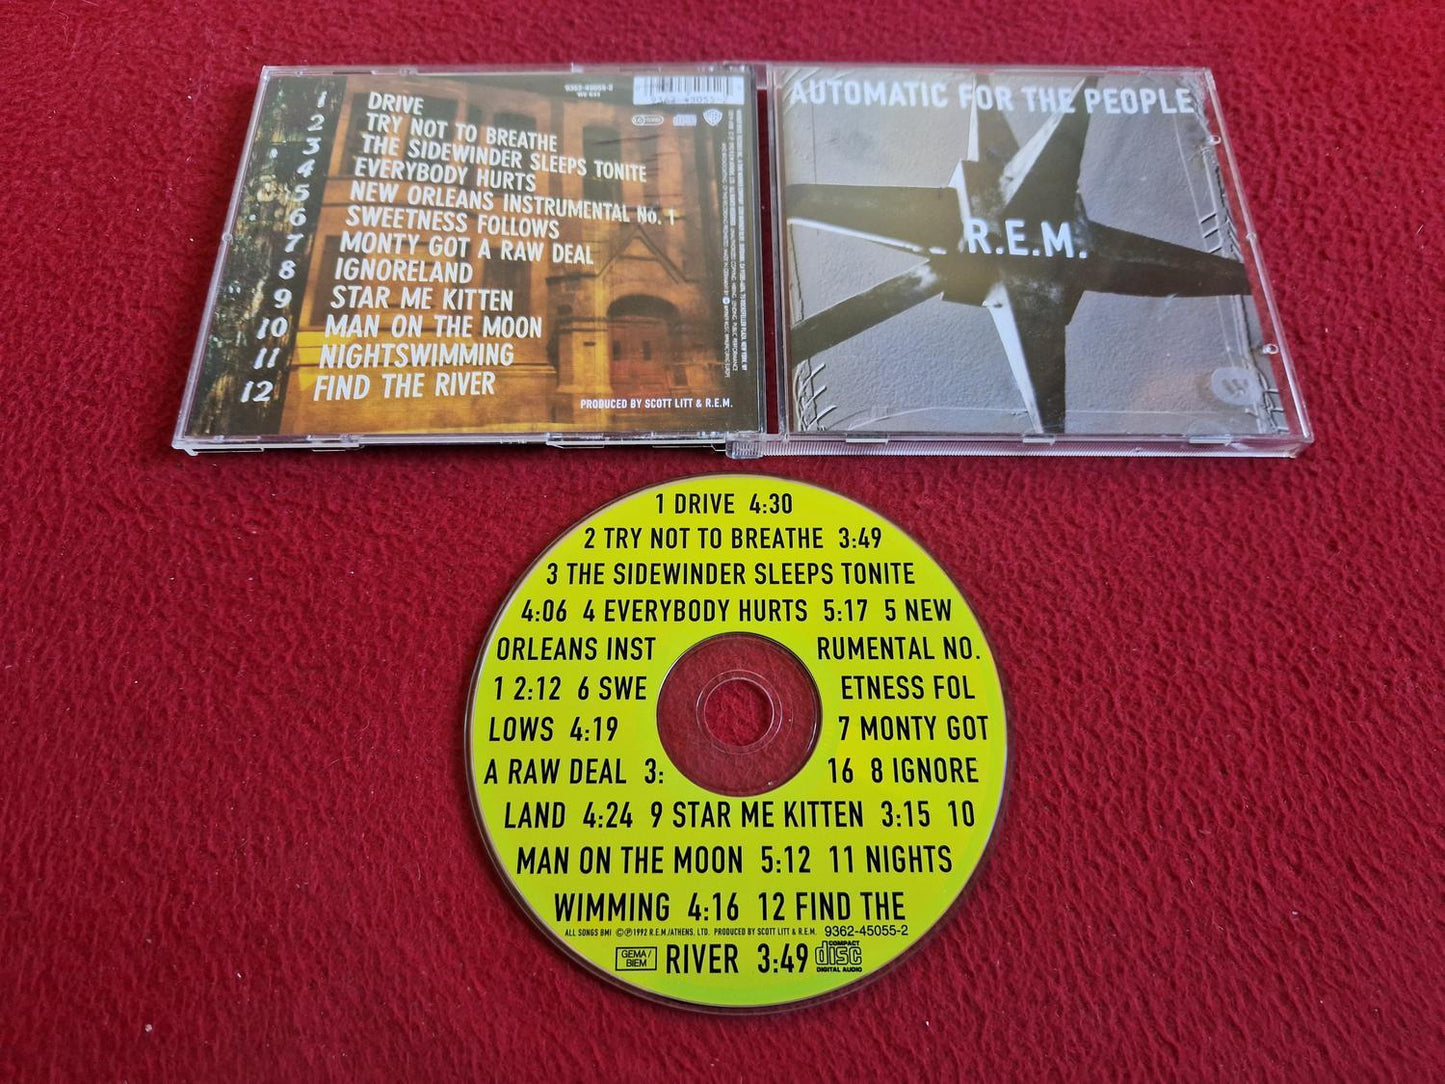 9362-45055-2
WE 833
9362-45055-2
1 DRIVE
2 TRY NOT TO BREATHE
3 THE SIDEWINDER SLEEPS TONITE
4 EVERYBODY HURTS
5 NEW ORLEANS INSTRUMENTAL No. 1
6 SWEETNESS FOLLOWS
7 MONTY GOT A RAW DEAL
8 IGNORELAND
9 STAR ME KITTEN
10 MAN ON THE MOON
11 NIGHTSWIMMING
12 FIND THE RIVER
PRODUCED BY SCOTT LITT & R.E.M.
AUTOMATIC FOR THE PEOPLE
R.E.M.
1 DRIVE 4:30
2 TRY NOT TO BREATHE 3:49
3 THE SIDEWINDER SLEEPS TONITE
4:06 4 EVERYBODY HURTS 5:17 5 NEW
ORLEANS INST RUMENTAL NO.
1 2:12 6 SWE ETNESS FOL
LOWS 4:19 7 MONTY GOT
A RAW DEAL 3: 16 8 IGNORE
LAND 4:24 9 STAR ME KITTEN 3:15 10
MAN ON THE MOON 5:12 11 NIGHTS
WIMMING 4:16 12 FIND THE
ALL SONGS BMI ©℗1992 R.E.M./ATHENS, LTD. PRODUCED BY SCOTT LITT & R.E.M. 9362-45055-2
GEMA/
BIEM
RIVER 3:49
COMPACT
disc
DIGITAL AUDIO